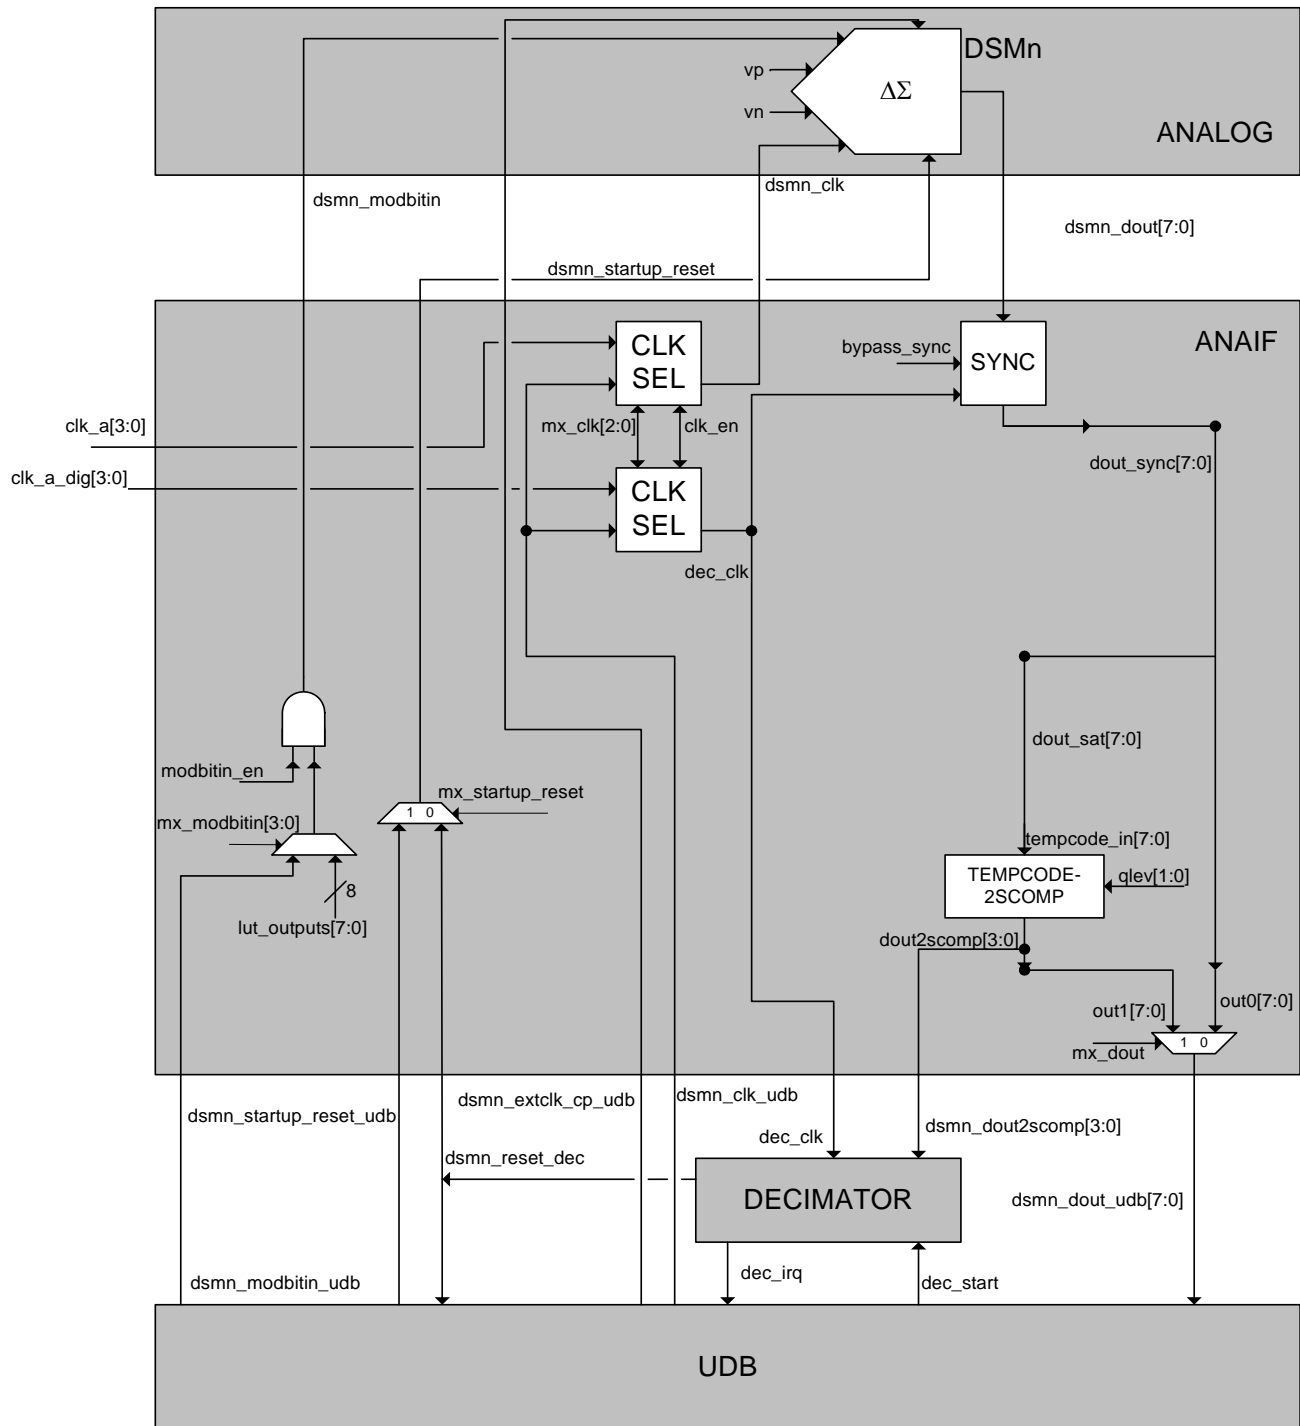 DSMn
vp
ΔΣ
vn
ANALOG
dsmn_clk
dsmn_modbitin
dsmn_dout[7:0]
dsmn_startup_reset
CLK
SEL
ANAIF
bypass_sync
SYNC
clk_a[3:0]
mx_clk[2:0]
clk_en
dout_sync[7:0]
clk_a_dig[3:0]
CLK
SEL
dec_clk
dout_sat[7:0]
modbitin_en
mx_startup_reset
1 0
mx_modbitin[3:0]
tempcode_in[7:0]
TEMPCODE-
2SCOMP
qlev[1:0]
8
lut_outputs[7:0]
dout2scomp[3:0]
out1[7:0]
out0[7:0]
1 0
mx_dout
dsmn_startup_reset_udb
dsmn_extclk_cp_udb
dsmn_clk_udb
dec_clk
dsmn_dout2scomp[3:0]
dsmn_reset_dec
DECIMATOR
dsmn_dout_udb[7:0]
dsmn_modbitin_udb
dec_irq
dec_start
UDB